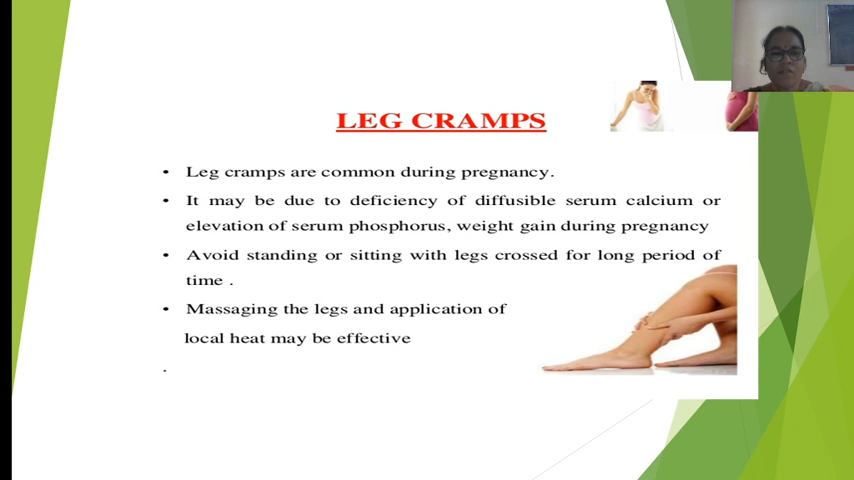 LEG CRAMPS
• Leg cramps are common during pregnancy.
• It may be due to deficiency of diffusible serum calcium or
elevation of serum phosphorus, weight gain during pregnancy
• Avoid standing or sitting with legs crossed for long period of
time .
• Massaging the legs and application of
local heat may be effective
.